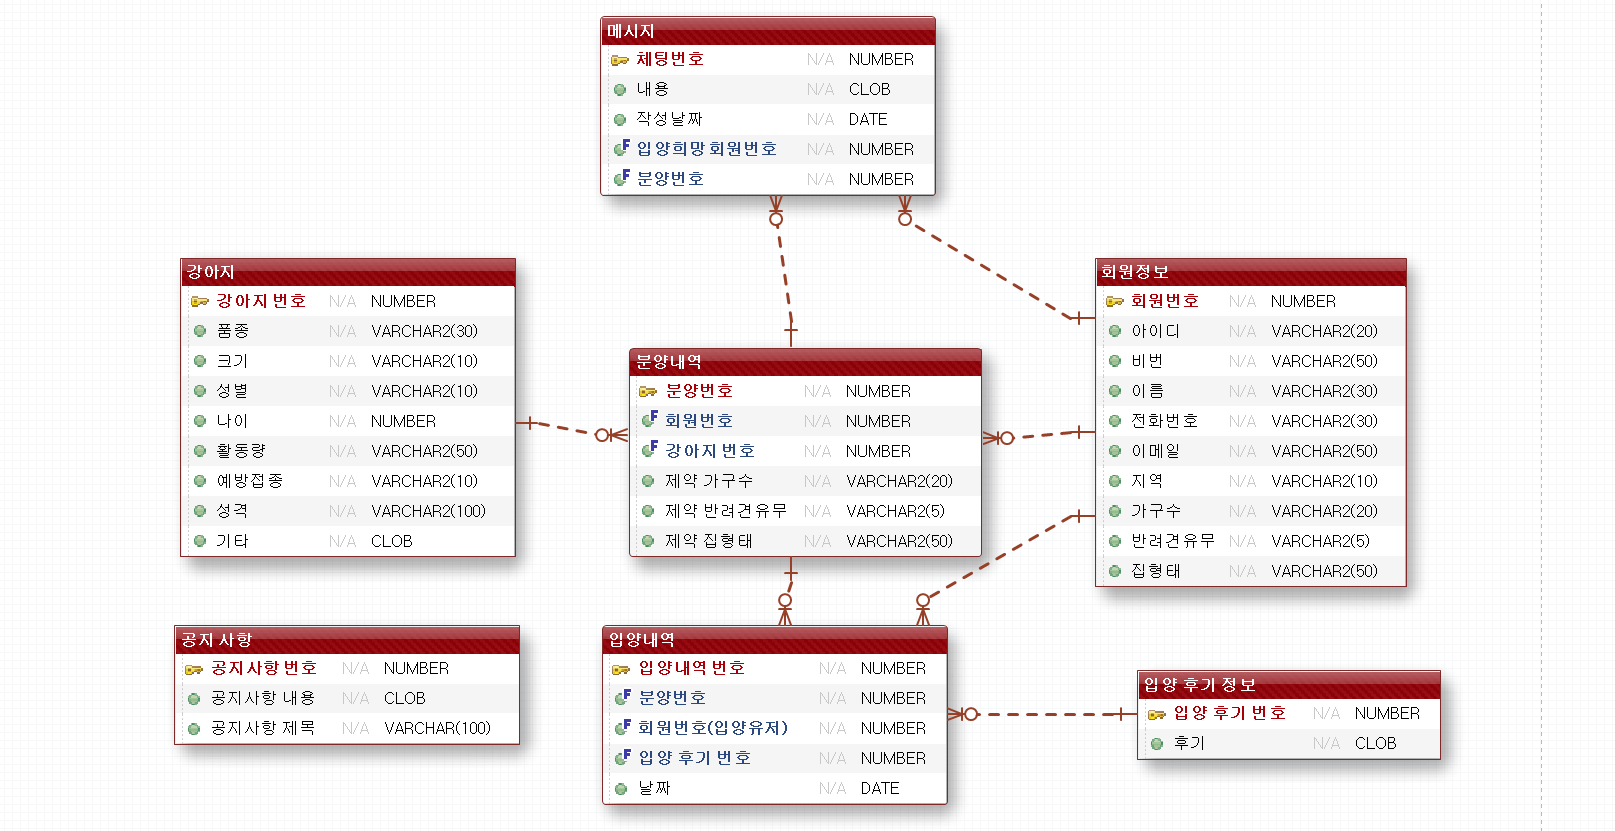 메시지
체팅번호 N/A NUMBER
내용 N/A CLOB
작성날짜 N/A DATE
F 입양희망회원번호 N/A NUMBER
F 분양번호 N/A NUMBER
강아지
강아지 번호 N/A NUMBER
품종 N/A VARCHAR2(30)
크기 N/A VARCHAR2(10)
성별 N/A VARCHAR2(10)
나이 N/A NUMBER
활동량 N/A VARCHAR2(50)
예방접종 N/A VARCHAR2(10)
성격 N/A VARCHAR2(100)
기타 N/A CLOB
회원정보
회원번호 N/A NUMBER
아이디 N/A VARCHAR2(20)
비번 N/A VARCHAR2(50)
이름 N/A VARCHAR2(30)
전화번호 N/A VARCHAR2(30)
이메일 N/A VARCHAR2(50)
지역 N/A VARCHAR2(10)
가구수 N/A VARCHAR2(20)
반려견유무 N/A VARCHAR2(5)
집형태 N/A VARCHAR2(50)
분양내역
분양번호 N/A NUMBER
F 회원번호 N/A NUMBER
F 강아지 번호 N/A NUMBER
제약 가구수 N/A VARCHAR2(20)
제약 반려견유무 N/A VARCHAR2(5)
제약 집형태 N/A VARCHAR2(50)
공지 사항
공지사항 번호 N/A NUMBER
공지사항 내용 N/A CLOB
공지사항 제목 N/A VARCHAR(100)
입양내역
입양내역 번호 N/A NUMBER
F 분양번호 N/A NUMBER
F 회원번호(입양유저) N/A NUMBER
F 입양 후기 번호 N/A NUMBER
날짜 N/A DATE
입양 후기 정보
입양 후기 번호 N/A NUMBER
후기 N/A CLOB